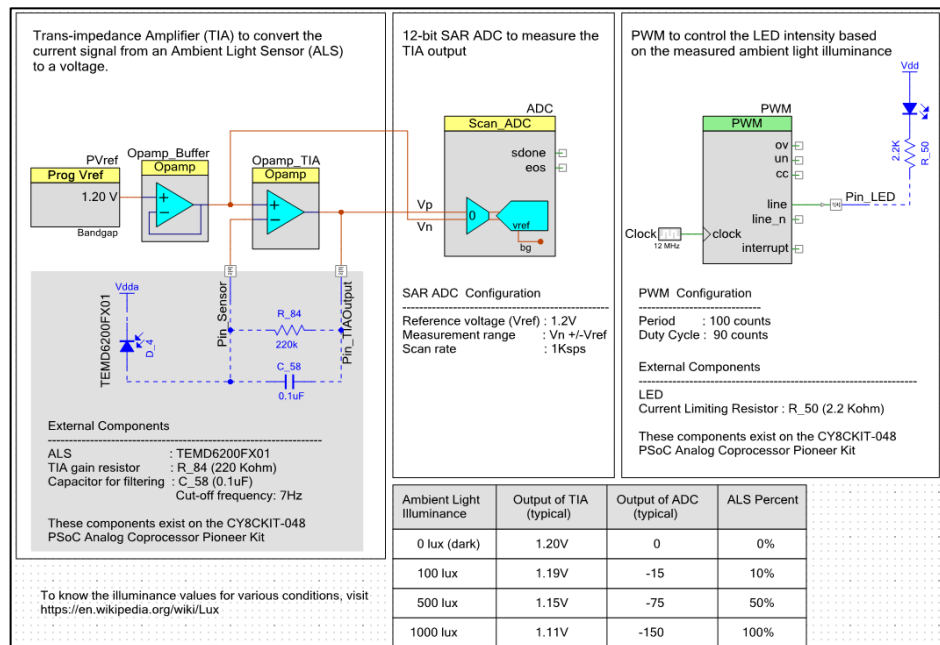 Trans-impedance Amplifier (TIA) to convert the
current signal from an Ambient Light Sensor (ALS)
to a voltage.
PVref
Prog Vref
1.20 V
Bandgap
Opamp_Buffer
Opamp
+
−
Opamp_TIA
Opamp
+
−
Vdda
TEMD6200FX01
D_4
Pin_Sensor
R_84
220k
C_58
0.1uF
Pin_TIAOutput
External Components
ALS : TEMD6200FX01
TIA gain resistor : R_84 (220 Kohm)
Capacitor for filtering : C_58 (0.1uF)
Cut-off frequency: 7Hz
These components exist on the CY8CKIT-048
PSoC Analog Coprocessor Pioneer Kit
To know the illuminance values for various conditions, visit
https://en.wikipedia.org/wiki/Lux
12-bit SAR ADC to measure the
TIA output
ADC
Scan_ADC
sdone
eos
Vp
Vn
0
vref
bg
SAR ADC Configuration
Reference voltage (Vref) : 1.2V
Measurement range : Vn +/-Vref
Scan rate : 1Ksps
PWM to control the LED intensity based
on the measured ambient light illuminance
Vdd
2.2K
R_50
PWM
PWM
ov
un
cc
line
line_n
interrupt
Pin_LED
Clock
12 MHz
clock
PWM Configuration
Period : 100 counts
Duty Cycle : 90 counts
External Components
LED
Current Limiting Resistor : R_50 (2.2 Kohm)
These components exist on the CY8CKIT-048
PSoC Analog Coprocessor Pioneer Kit
Ambient Light Output of TIA Output of ADC ALS Percent
Illuminance (typical) (typical)
0 lux (dark) 1.20V 0 0%
100 lux 1.19V -15 10%
500 lux 1.15V -75 50%
1000 lux 1.11V -150 100%